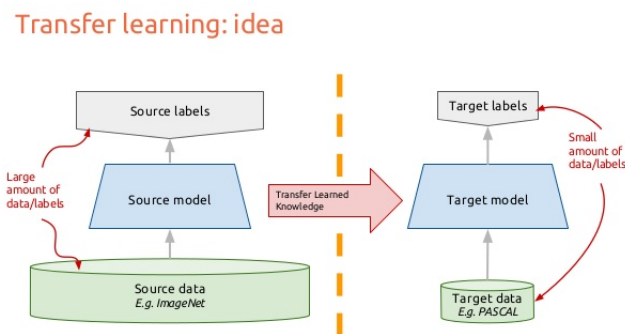 Transfer learning: idea
Source labels
Large
amount of
data/labels
Source model
Source data
E.g. ImageNet
Transfer Learned
Knowledge
Target labels
Small
amount of
data/labels
Target model
Target data
E.g. PASCAL